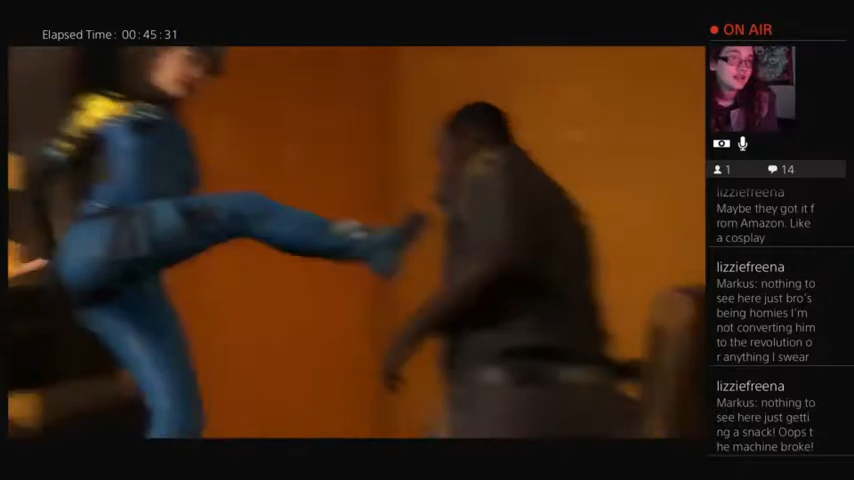 Elapsed Time: 00:45:31
ON AIR
1 14
lizziefreena
Maybe they got it f
rom Amazon. Like
a cosplay
lizziefreena
Markus: nothing to
see here just bro's
being homies I'm
not converting him
to the revolution o
r anything I swear
lizziefreena
Markus: nothing to
see here just getti
ng a snack! Oops t
he machine broke!